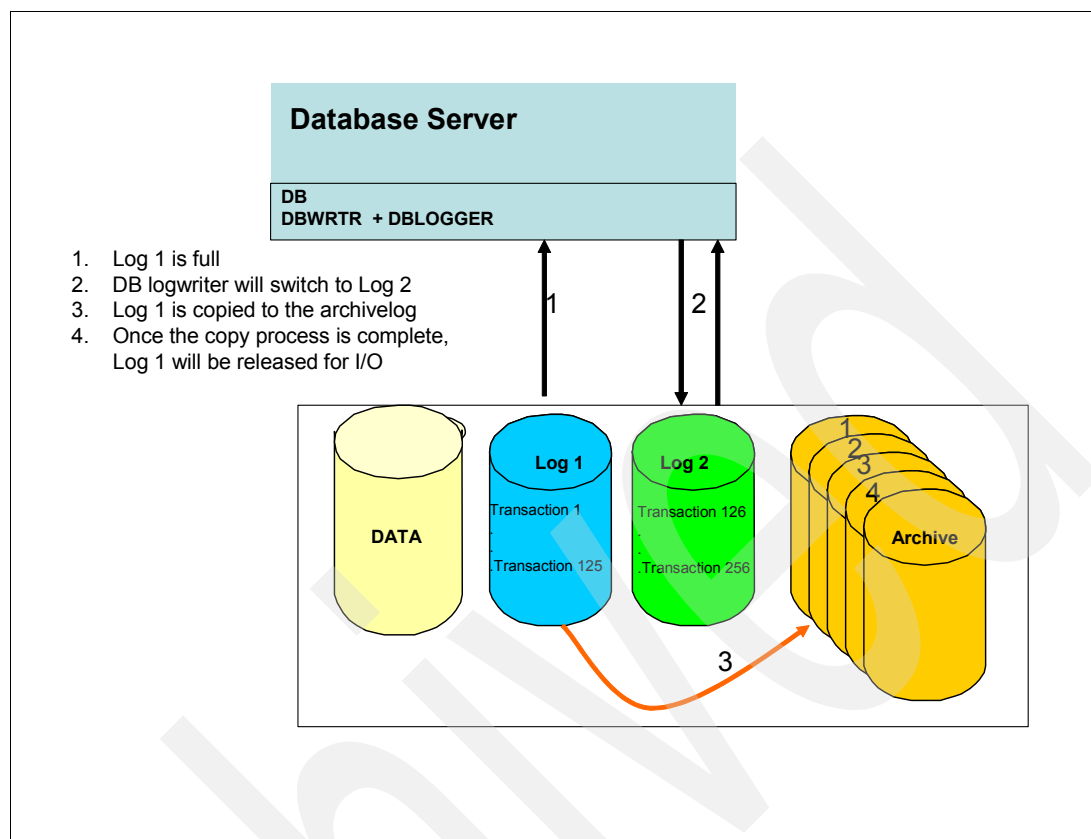 Database Server
DB
DBWRTR + DBLOGGER
1. Log 1 is full
2. DB logwriter will switch to Log 2
3. Log 1 is copied to the archivelog
4. Once the copy process is complete,
Log 1 will be released for I/O
1
2
DATA
Log 1
Transaction 1
.
.
.Transaction 125
Log 2
Transaction 126
.
.
.Transaction 256
1
2
3
4
Archive
3
hived